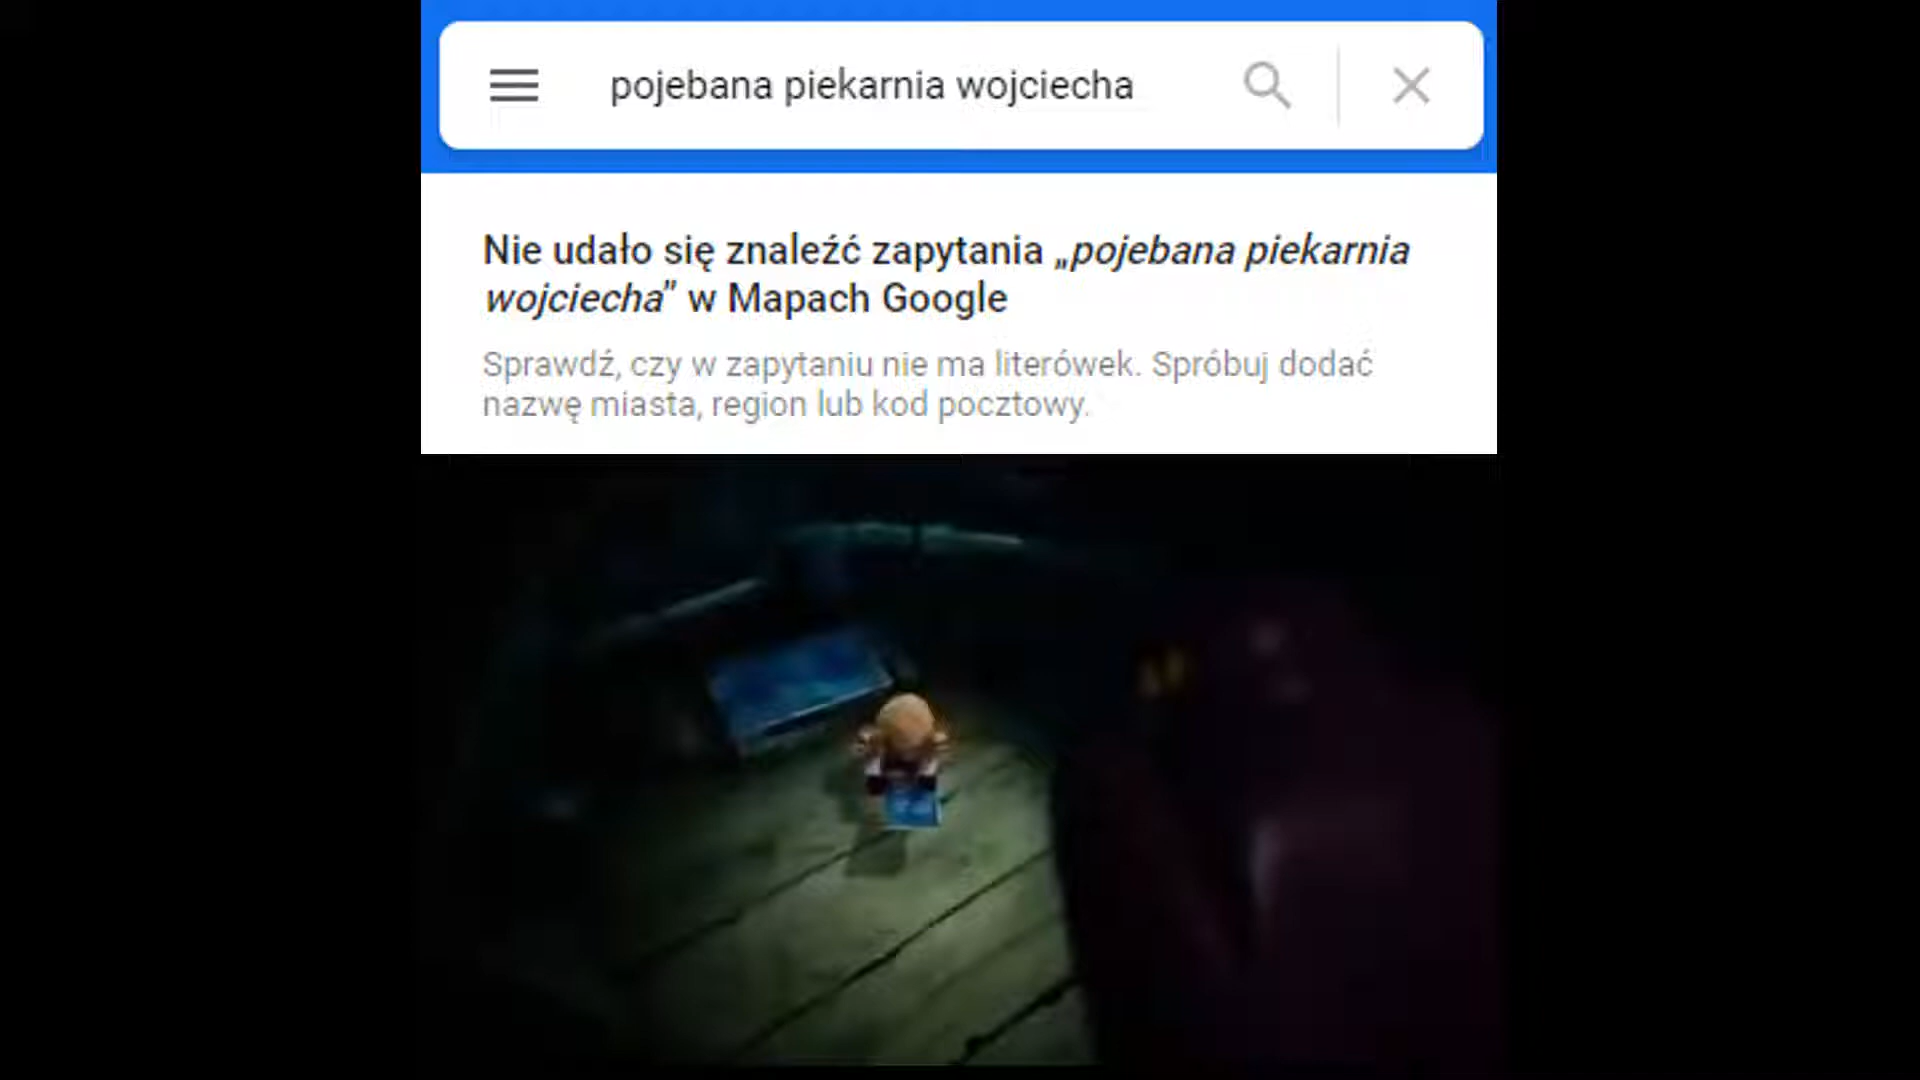 pojebana piekarnia wojciecha
Nie udało się znaleźć zapytania „pojebana piekarnia
wojciecha” w Mapach Google
Sprawdź, czy w zapytaniu nie ma literówek. Spróbuj dodać
nazwę miasta, region lub kod pocztowy.